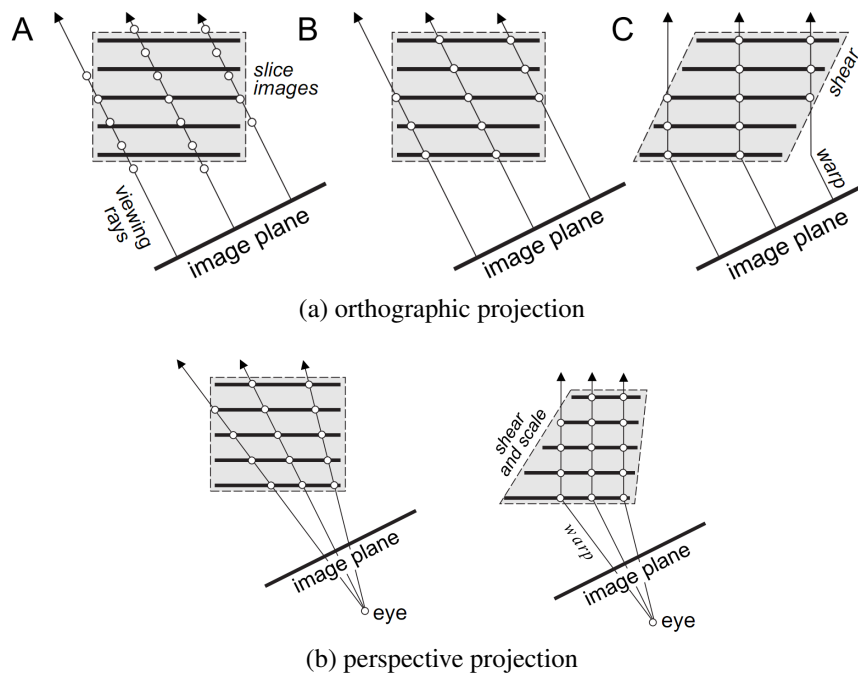 A
B
C
slice
images
shear
viewing
rays
image plane
image plane
warp
image plane
(a) orthographic projection
shear
and scale
image plane
eye
warp
image plane
eye
(b) perspective projection